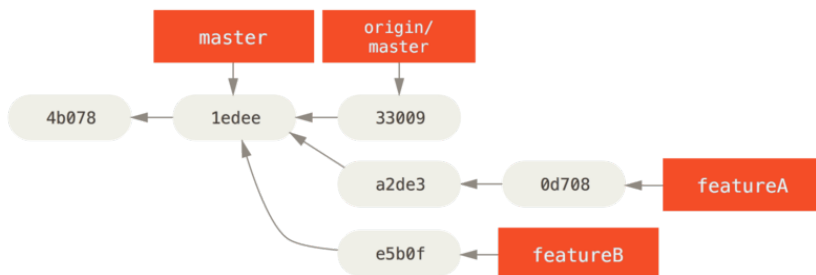 master
origin/
master
4b078
1edee
33009
a2de3
0d708
featureA
e5b0f
featureB